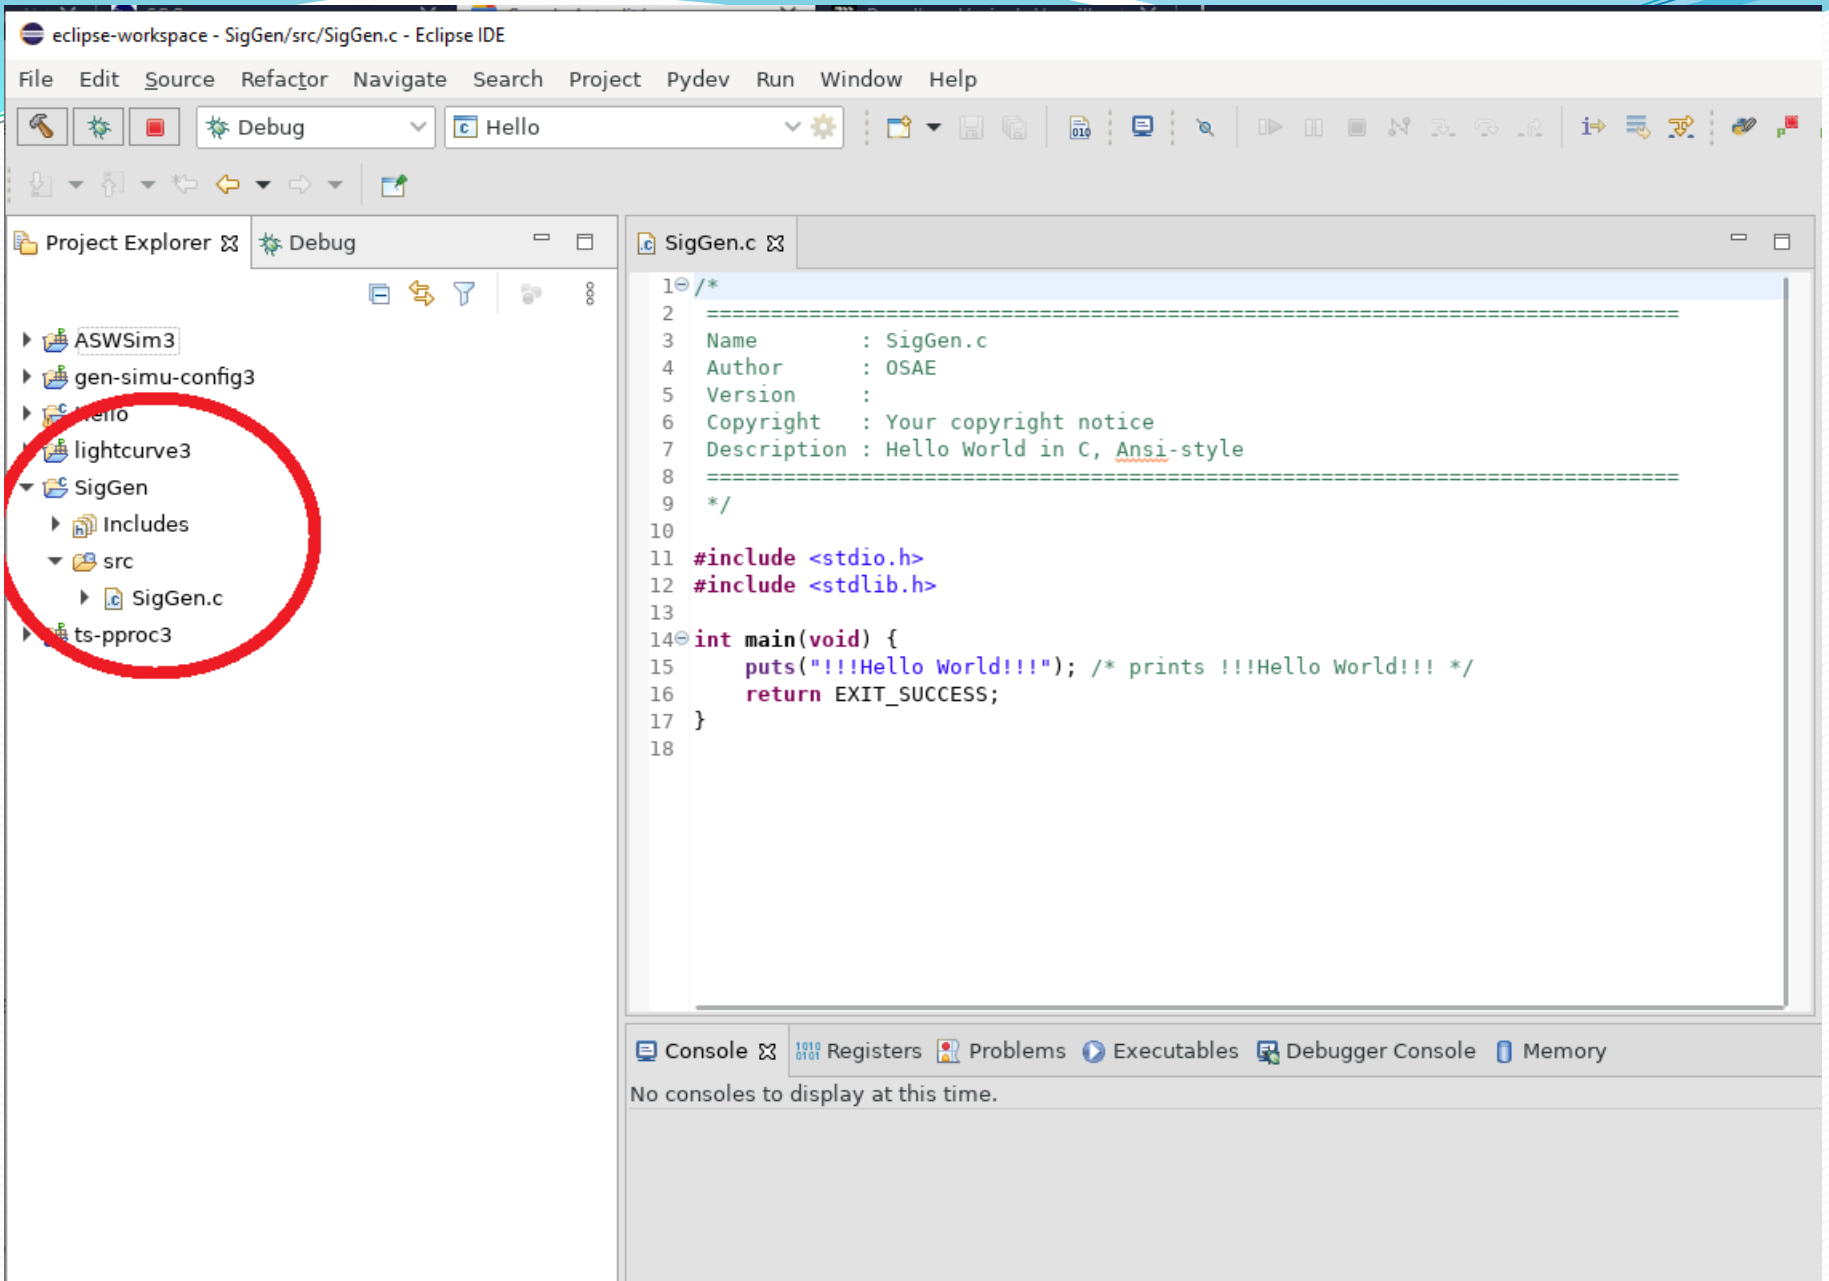 eclipse-workspace - SigGen/src/SigGen.c - Eclipse IDE
File Edit Source Refactor Navigate Search Project Pydev Run Window Help
Debug Hello
Project Explorer Debug
ASWSim3
gen-simu-config3
Hello
lightcurve3
SigGen
Includes
src
SigGen.c
ts-pproc3
SigGen.c
1 /*
2 ============================================================================
3 Name : SigGen.c
4 Author : OSAE
5 Version :
6 Copyright : Your copyright notice
7 Description : Hello World in C, Ansi-style
8 ============================================================================
9 */
10
11 #include <stdio.h>
12 #include <stdlib.h>
13
14 int main(void) {
15 puts("!!!Hello World!!!"); /* prints !!!Hello World!!! */
16 return EXIT_SUCCESS;
17 }
18
Console Registers Problems Executables Debugger Console Memory
No consoles to display at this time.